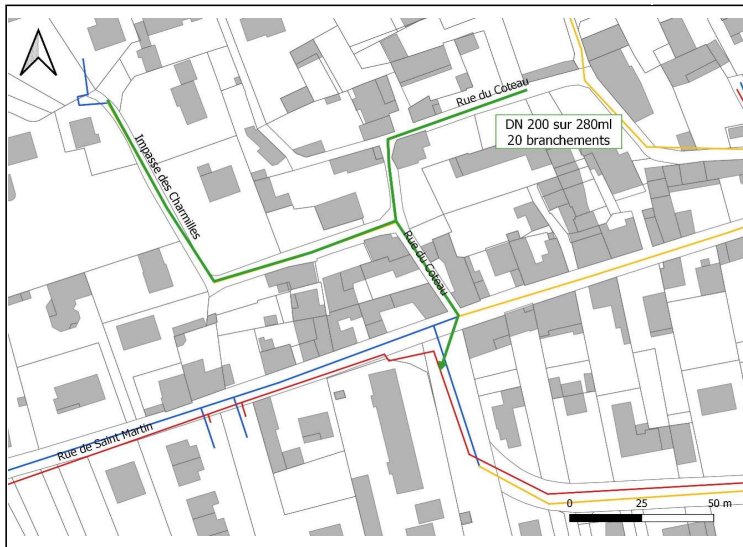 Rue du Coteau
DN 200 sur 280ml
20 branchements
Impasse des Charmilles
Rue du Coteau
Rue de Saint Martin
0 25 50 m